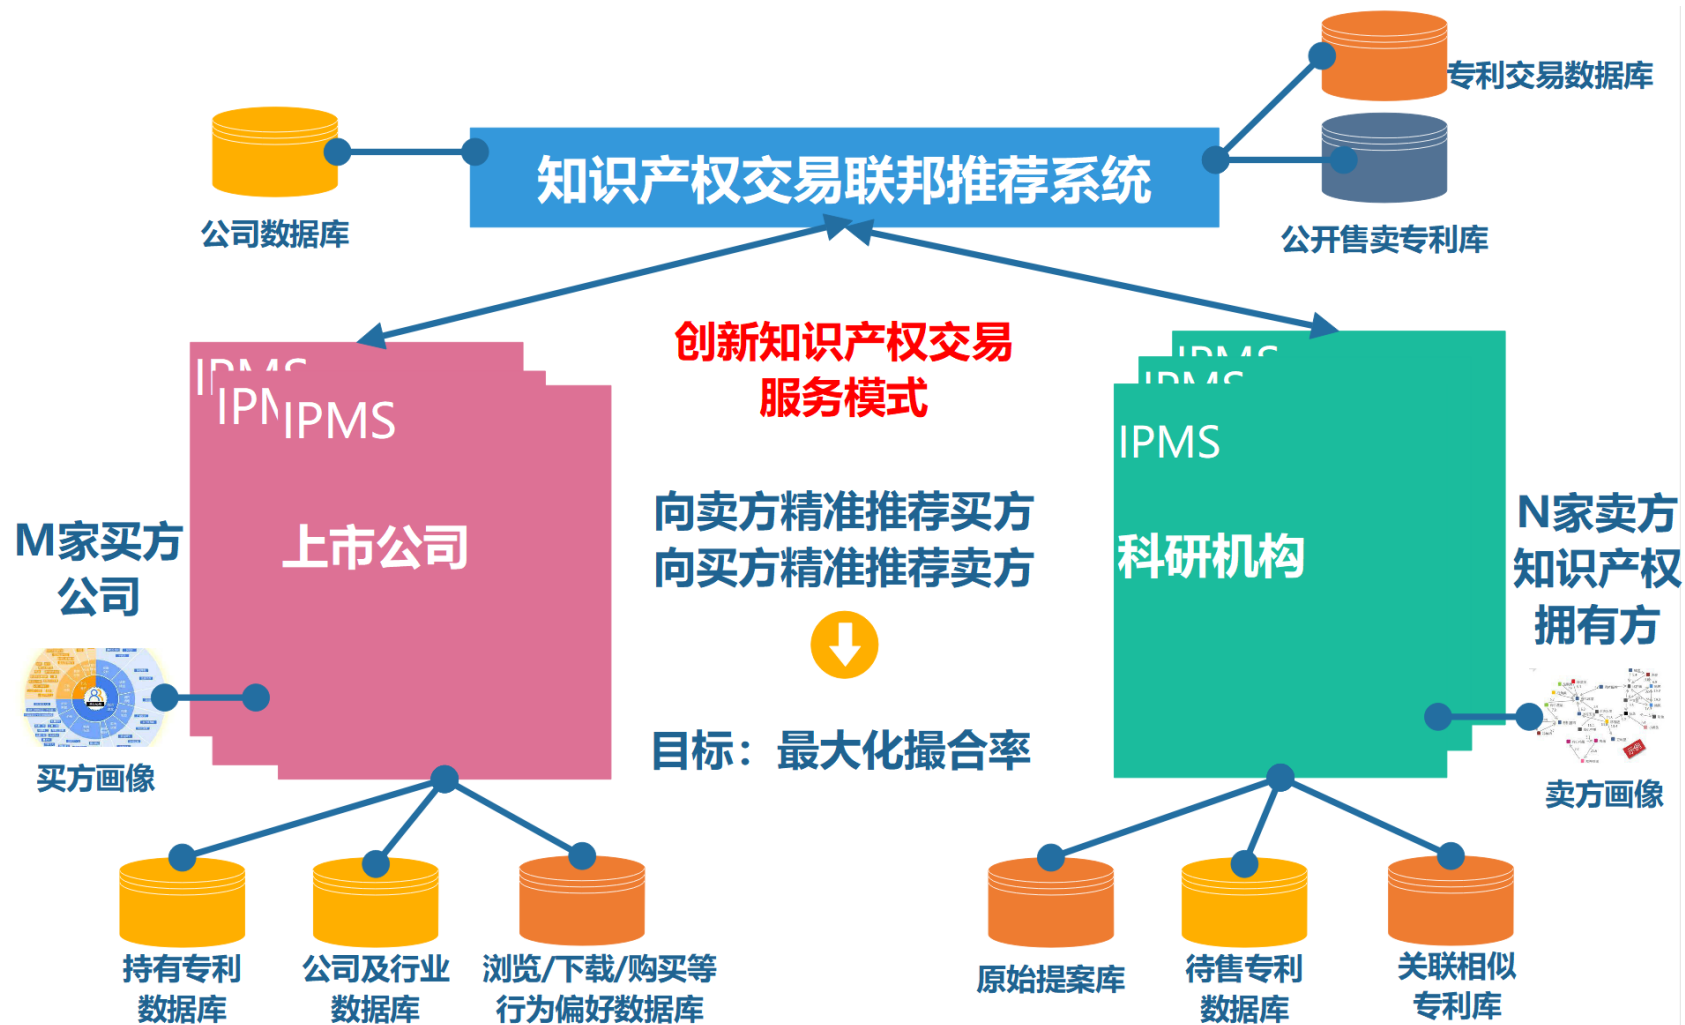 专利交易数据库
知识产权交易联邦推荐系统
公司数据库
公开售卖专利库
创新知识产权交易
服务模式
IPMS
IPMS
IPMS
IPMS
IPMS
IPMS
向卖方精准推荐买方
向买方精准推荐卖方
M家买方
公司
上市公司
科研机构
N家卖方
知识产权
拥有方
目标：最大化撮合率
买方画像
卖方画像
持有专利
数据库
公司及行业
数据库
浏览/下载/购买等
行为偏好数据库
原始提案库
待售专利
数据库
关联相似
专利库